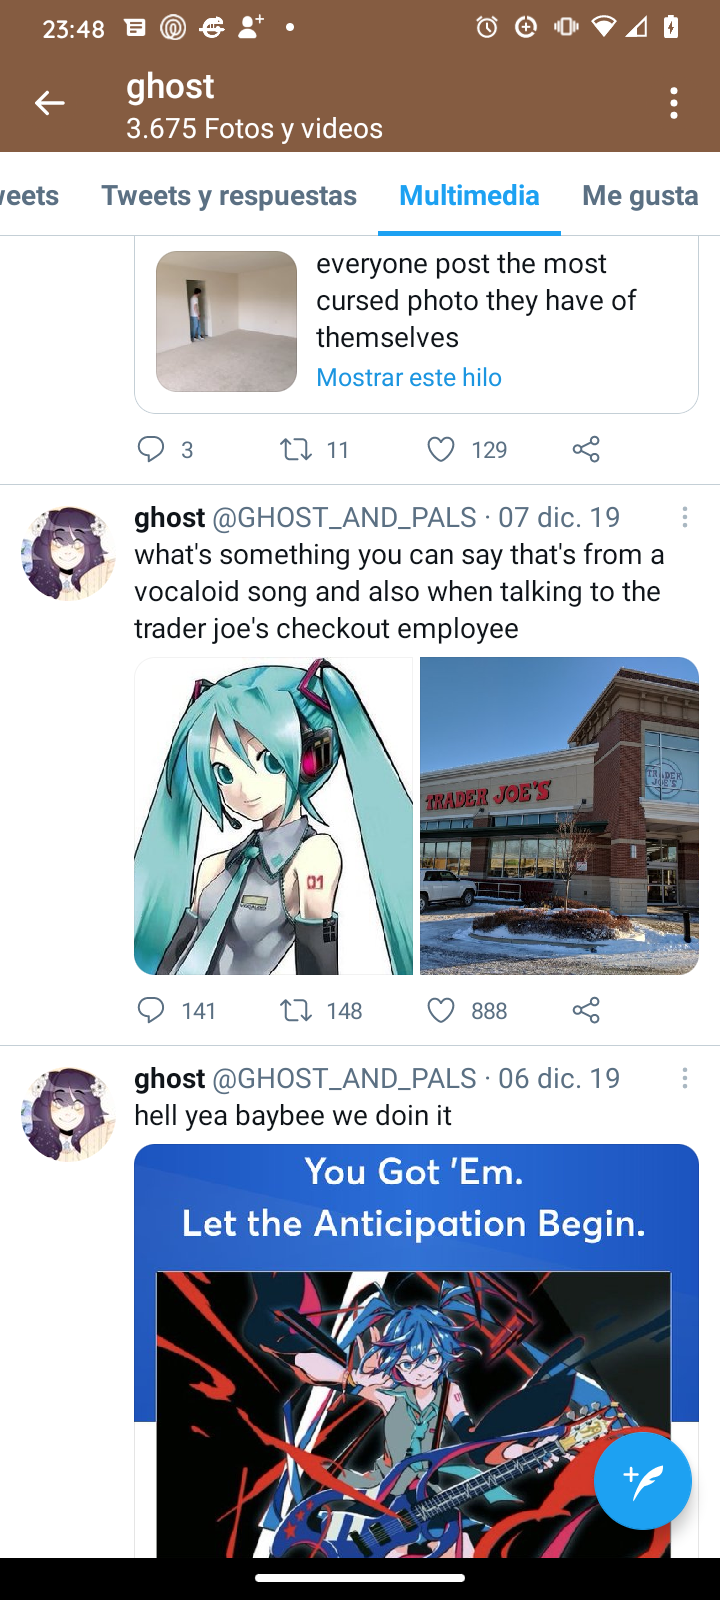 23:48
ghost
3.675 Fotos y videos
weets
Tweets y respuestas
Multimedia
Me gusta
everyone post the most
cursed photo they have of
themselves
Mostrar este hilo
3
11
129
ghost @GHOST_AND_PALS · 07 dic. 19
what's something you can say that's from a
vocaloid song and also when talking to the
trader joe's checkout employee
01
VOCALOID
TRADER JOE'S
TRADER JOE'S
141
148
888
ghost @GHOST_AND_PALS · 06 dic. 19
hell yea baybee we doin it
You Got 'Em.
Let the Anticipation Begin.